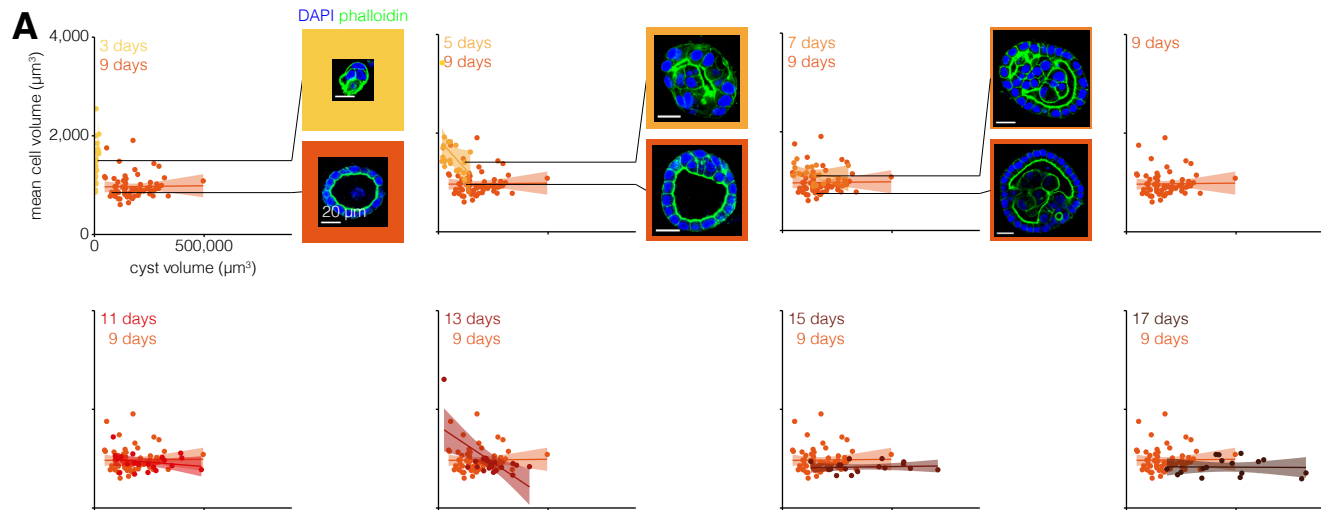 A
DAPI phalloidin
4,000
3 days
9 days
5 days
9 days
7 days
9 days
9 days
mean cell volume (µm³)
2,000
20 µm
0
0
500,000
cyst volume (µm³)
11 days
9 days
13 days
9 days
15 days
9 days
17 days
9 days